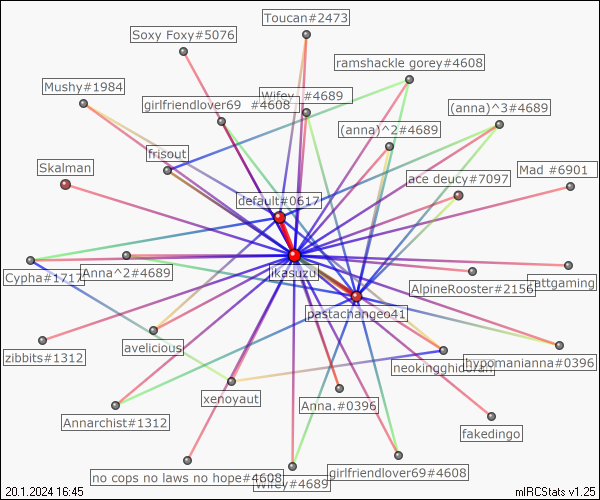 Toucan#2473
Soxy Foxy#5076
ramshackle gorey#4608
Mushy#1984
girlfriendlover69 #4608
Wifey #4689
(anna)^3#4689
(anna)^2#4689
frisout
Skalman
ace deucy#7097
Mad #6901
default#0617
Cypha#1717
Anna^2#4689
ikasuzu
AlpineRooster#2156
rattgaming
pastachangeo41
avelicious
zibbits#1312
hypomanianna#0396
xenoyaut
Anna.#0396
Annarchist#1312
fakedingo
no cops no laws no hope#4608
Wifey#4689
girlfriendlover69#4608
20.1.2024 16:45
mIRCStats v1.25